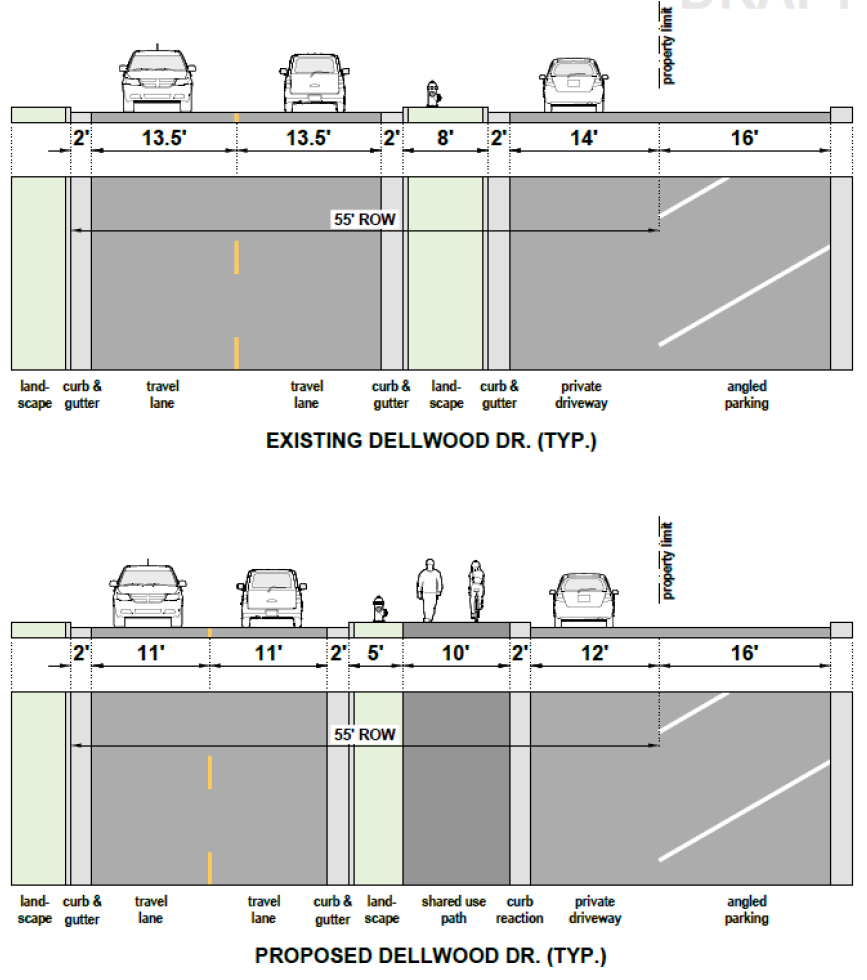 DRAFT
property limit
2' 13.5' 13.5' 2' 8' 2' 14' 16'
55' ROW
land- curb & travel travel curb & land- curb & private angled
scape gutter lane lane gutter scape gutter driveway parking
EXISTING DELLWOOD DR. (TYP.)
property limit
2' 11' 11' 2' 5' 10' 2' 12' 16'
55' ROW
land- curb & travel travel curb & land- shared use curb private angled
scape gutter lane lane gutter scape path reaction driveway parking
PROPOSED DELLWOOD DR. (TYP.)